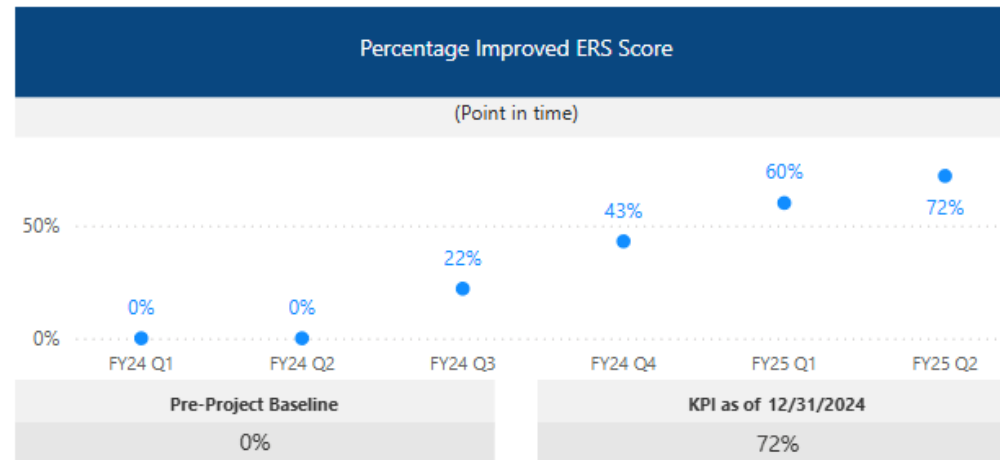 Percentage Improved ERS Score
(Point in time)
60%
72%
43%
50%
22%
0%
0%
0%
FY24 Q1
FY24 Q2
FY24 Q3
FY24 Q4
FY25 Q1
FY25 Q2
Pre-Project Baseline
KPI as of 12/31/2024
0%
72%